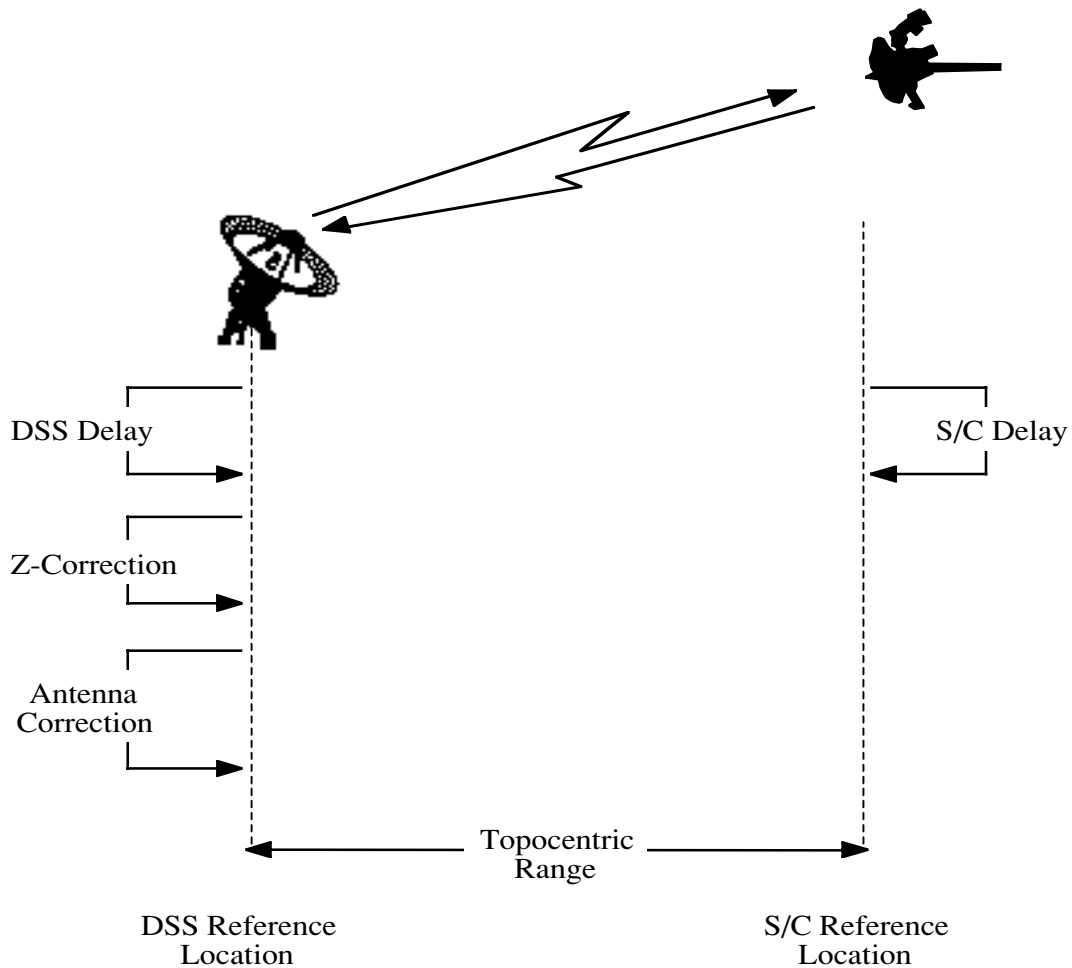 DSS Delay
S/C Delay
Z-Correction
Antenna
Correction
Topocentric
Range
DSS Reference
Location
S/C Reference
Location